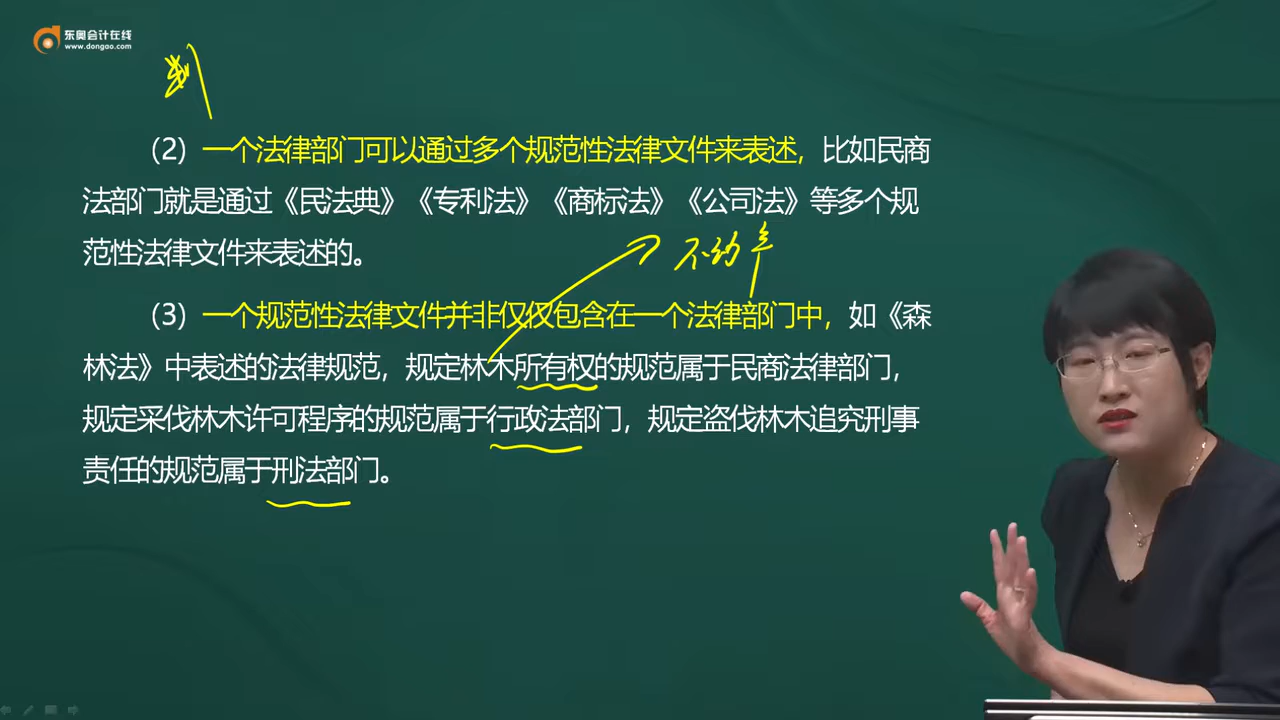 东奥会计在线
www.dongao.com
(2) 一个法律部门可以通过多个规范性法律文件来表述，比如民商
法部门就是通过《民法典》《专利法》《商标法》《公司法》等多个规
范性法律文件来表述的。
不动产
(3) 一个规范性法律文件并非仅仅包含在一个法律部门中，如《森
林法》中表述的法律规范，规定林木所有权的规范属于民商法律部门，
规定采伐林木许可程序的规范属于行政法部门，规定盗伐林木追究刑事
责任的规范属于刑法部门。